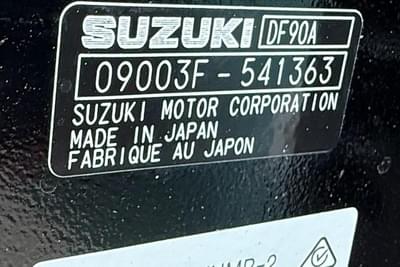 SUZUKI DF90A
09003F-541363
SUZUKI MOTOR CORPORATION
MADE IN JAPAN
FABRIQUE AU JAPON